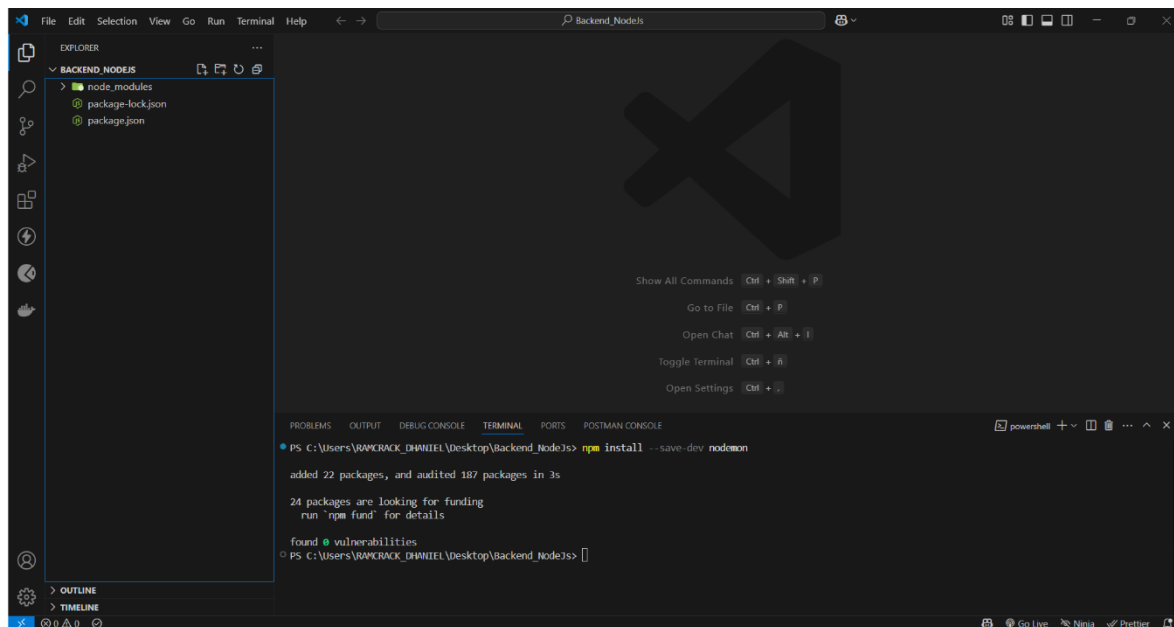 File Edit Selection View Go Run Terminal Help
Backend_NodeJs
EXPLORER
BACKEND_NODEJS
node_modules
package-lock.json
package.json
Show All Commands Ctrl + Shift + P
Go to File Ctrl + P
Open Chat Ctrl + Alt + I
Toggle Terminal Ctrl + ñ
Open Settings Ctrl + ,
PROBLEMS OUTPUT DEBUG CONSOLE TERMINAL PORTS POSTMAN CONSOLE
powershell
PS C:\Users\RAMCRACK_DHANIEL\Desktop\Backend_NodeJs> npm install --save-dev nodemon
added 22 packages, and audited 187 packages in 3s
24 packages are looking for funding
run `npm fund` for details
found 0 vulnerabilities
PS C:\Users\RAMCRACK_DHANIEL\Desktop\Backend_NodeJs>
OUTLINE
TIMELINE
0 0 Go Live Ninja Prettier